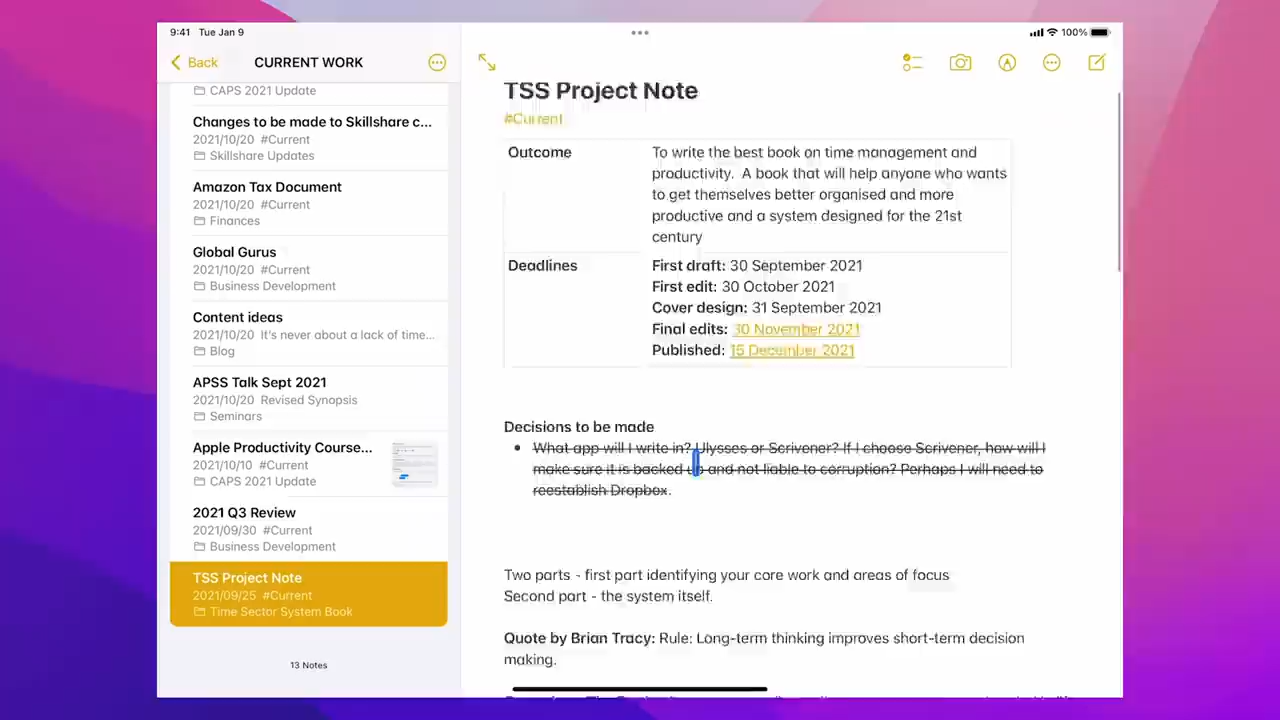 9:41 Tue Jan 9
100%
Back
CURRENT WORK
CAPS 2021 Update
Changes to be made to Skillshare c...
2021/10/20 #Current
Skillshare Updates
Amazon Tax Document
2021/10/20 #Current
Finances
Global Gurus
2021/10/20 #Current
Business Development
Content ideas
2021/10/20 It's never about a lack of time...
Blog
APSS Talk Sept 2021
2021/10/20 Revised Synopsis
Seminars
Apple Productivity Course...
2021/10/10 #Current
CAPS 2021 Update
2021 Q3 Review
2021/09/30 #Current
Business Development
TSS Project Note
2021/09/25 #Current
Time Sector System Book
13 Notes
TSS Project Note
#Current
Outcome
To write the best book on time management and
productivity. A book that will help anyone who wants
to get themselves better organised and more
productive and a system designed for the 21st
century
Deadlines
First draft: 30 September 2021
First edit: 30 October 2021
Cover design: 31 September 2021
Final edits: 30 November 2021
Published: 15 December 2021
Decisions to be made
• What app will I write in? Ulysses or Scrivener? If I choose Scrivener, how will I
make sure it is backed up and not liable to corruption? Perhaps I will need to
reestablish Dropbox.
Two parts - first part identifying your core work and areas of focus
Second part - the system itself.
Quote by Brian Tracy: Rule: Long-term thinking improves short-term decision
making.